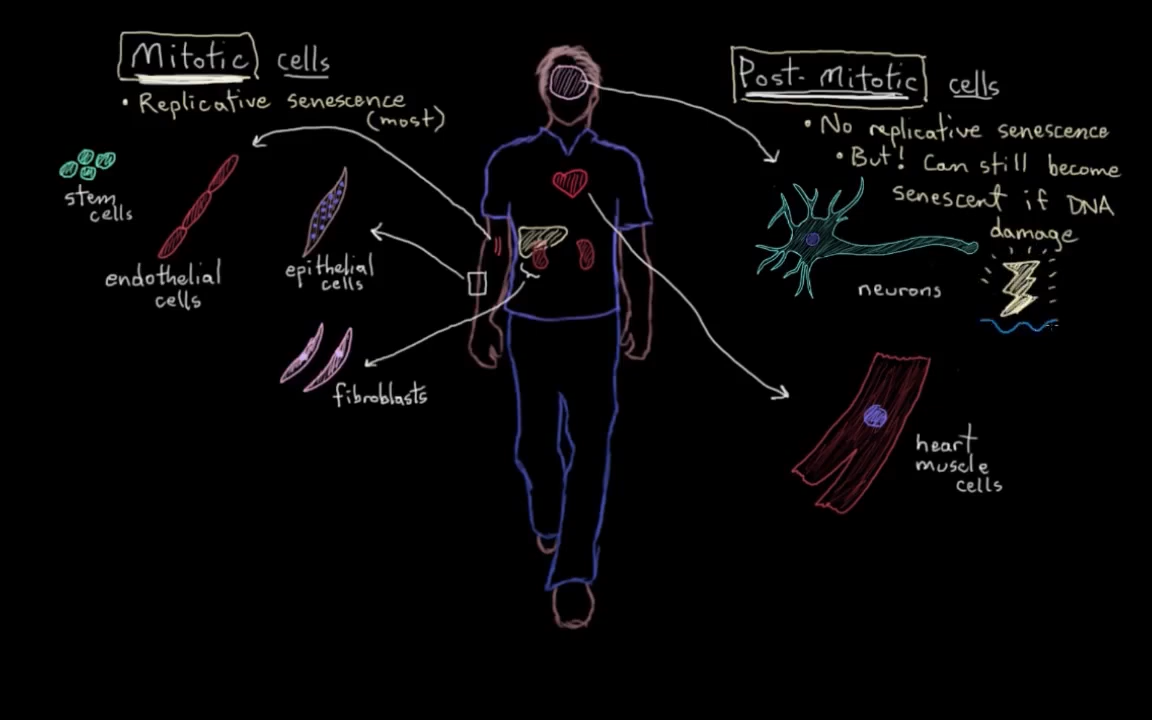 Mitotic cells
• Replicative senescence
(most)
stem
cells
endothelial
cells
epithelial
cells
fibroblasts
Post-Mitotic cells
• No replicative senescence
• But! Can still become
senescent if DNA
damage
neurons
heart
muscle
cells